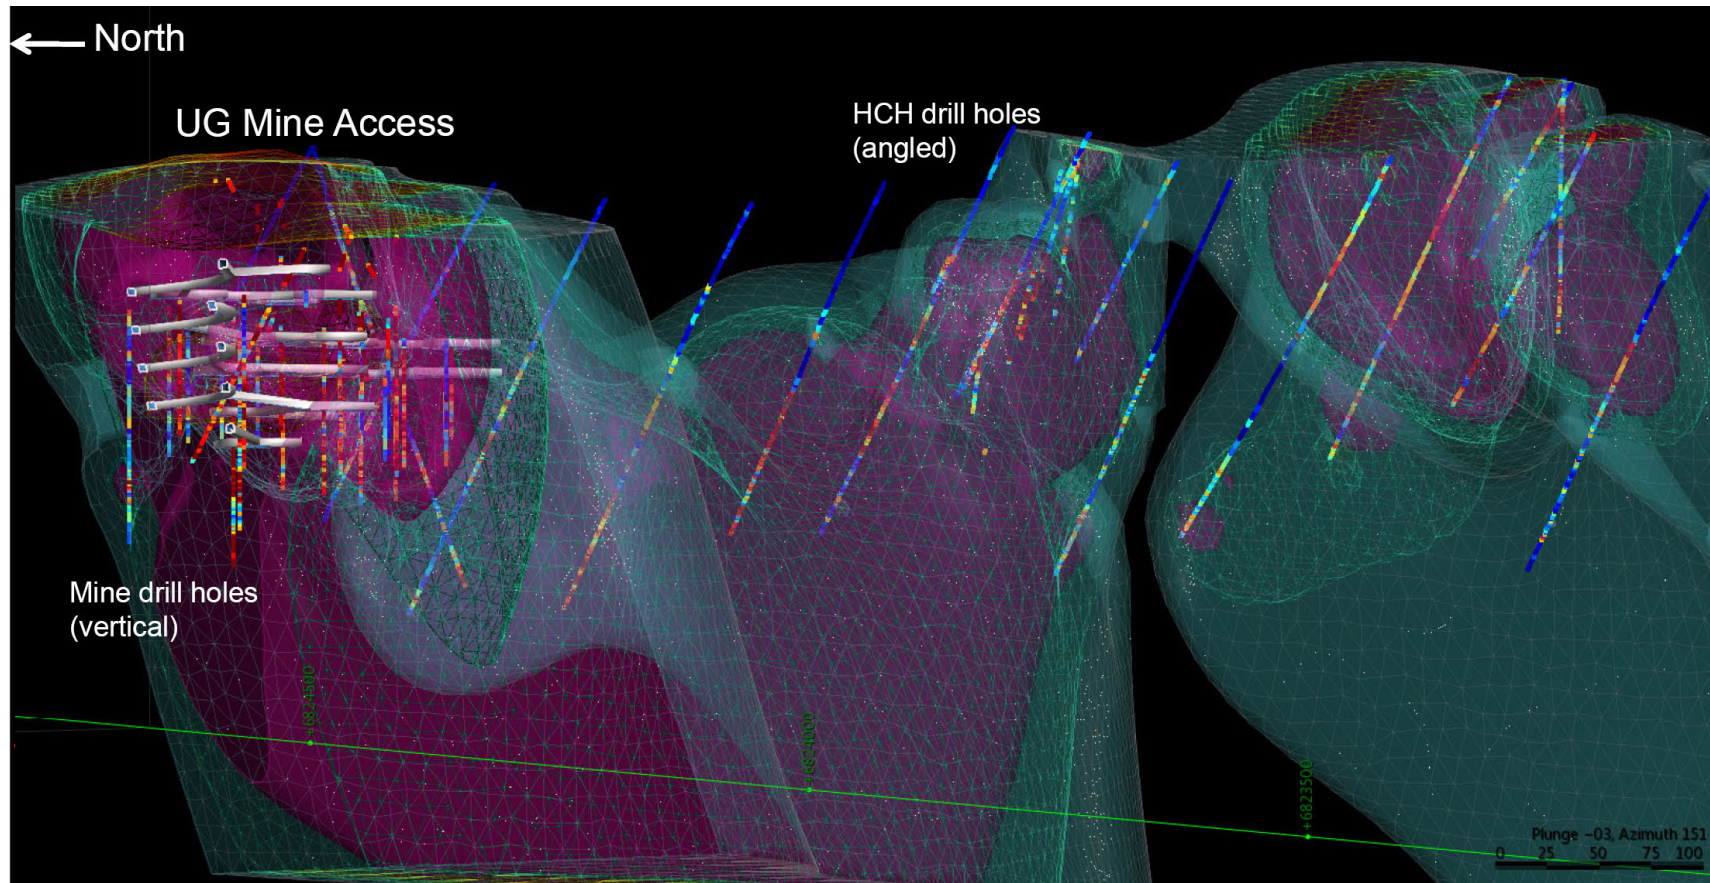 North
UG Mine Access
HCH drill holes
(angled)
Mine drill holes
(vertical)
+6824500
+6824000
+6823500
Plunge -03, Azimuth 151
0 25 50 75 100